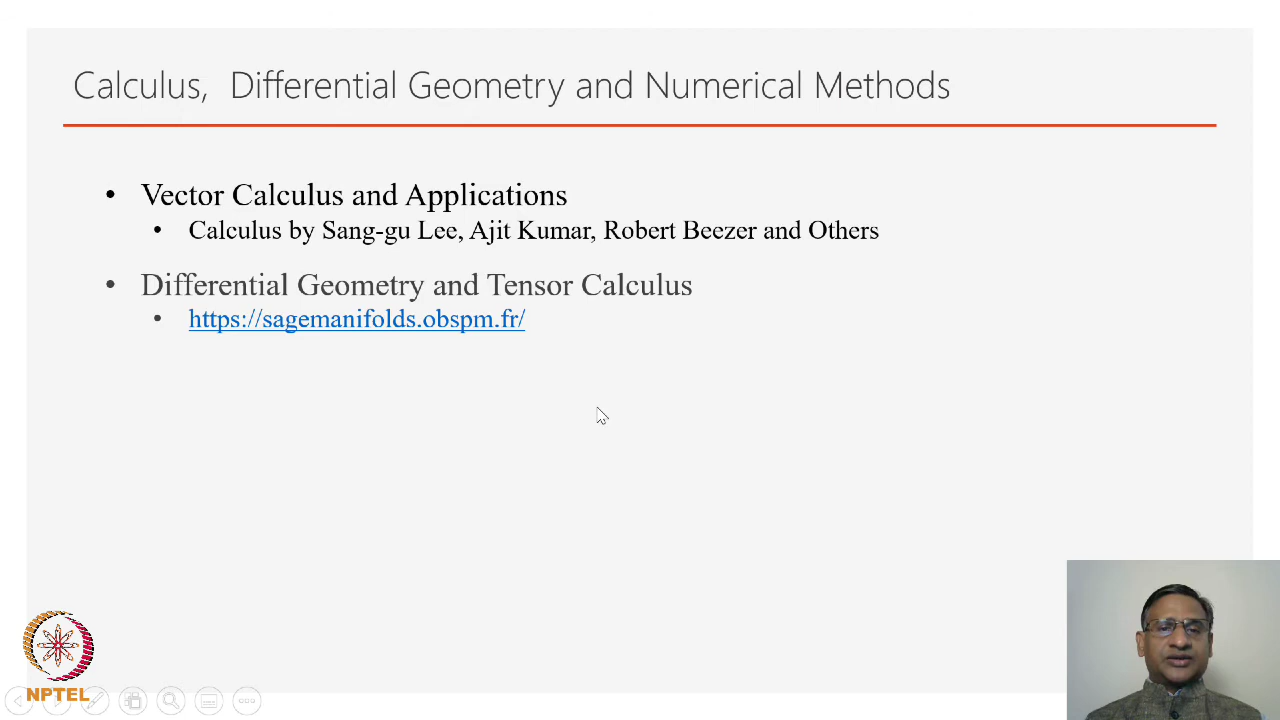 Calculus, Differential Geometry and Numerical Methods
• Vector Calculus and Applications
• Calculus by Sang-gu Lee, Ajit Kumar, Robert Beezer and Others
• Differential Geometry and Tensor Calculus
• https://sagemanifolds.obspm.fr/
NPTEL